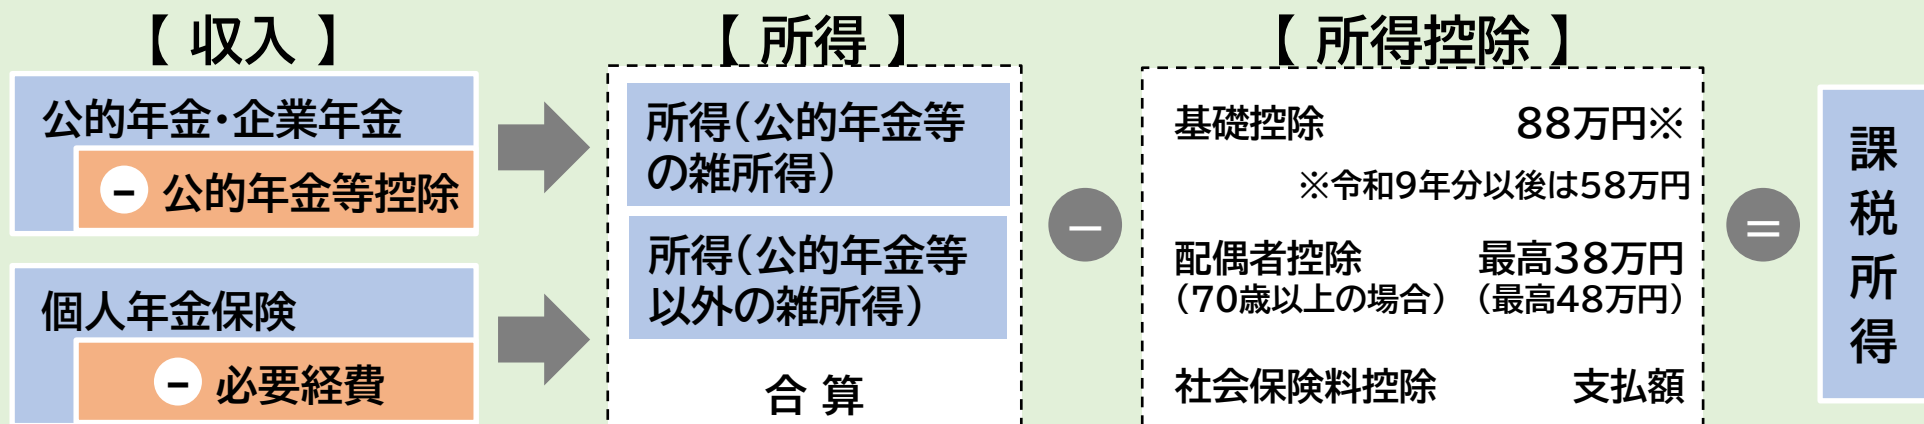 【 収入 】
公的年金・企業年金
− 公的年金等控除
個人年金保険
− 必要経費
【 所得 】
所得(公的年金等
の雑所得)
所得(公的年金等
以外の雑所得)
合 算
−
【 所得控除 】
基礎控除 88万円※
※令和9年分以後は58万円
配偶者控除 最高38万円
(70歳以上の場合) (最高48万円)
社会保険料控除 支払額
=
課税所得